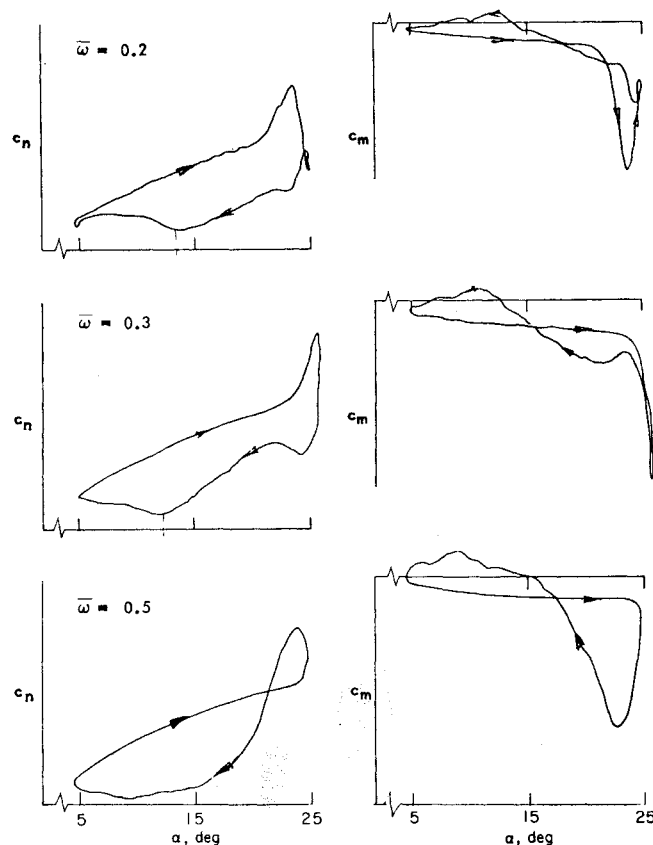 ω̅ = 0.2
c_n
c_m
ω̅ = 0.3
c_n
c_m
ω̅ = 0.5
c_n
c_m
5 15 25
5 15 25
α, deg
α, deg